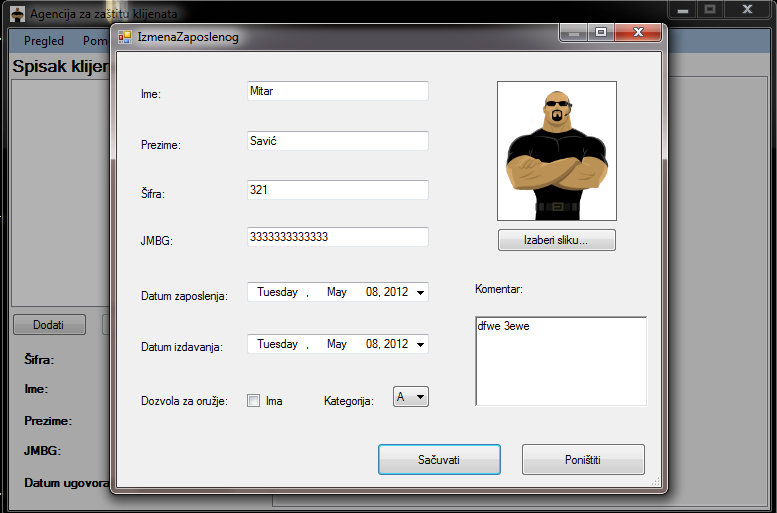 Agencija za zaštitu klijenata
Pregled
Spisak
IzmenaZaposlenog
Ime:
Mitar
Prezime:
Savić
Šifra:
321
JMBG:
3333333333333
Izaberi sliku...
Datum zaposlenja:
Tuesday , May 08, 2012
Komentar:
dfwe 3ewe
Datum izdavanja:
Tuesday , May 08, 2012
Dozvola za oružje:
Ima
Kategorija:
A
Sačuvati
Poništiti
Dodati
Šifra:
Ime:
Prezime:
JMBG:
Datum ugovora